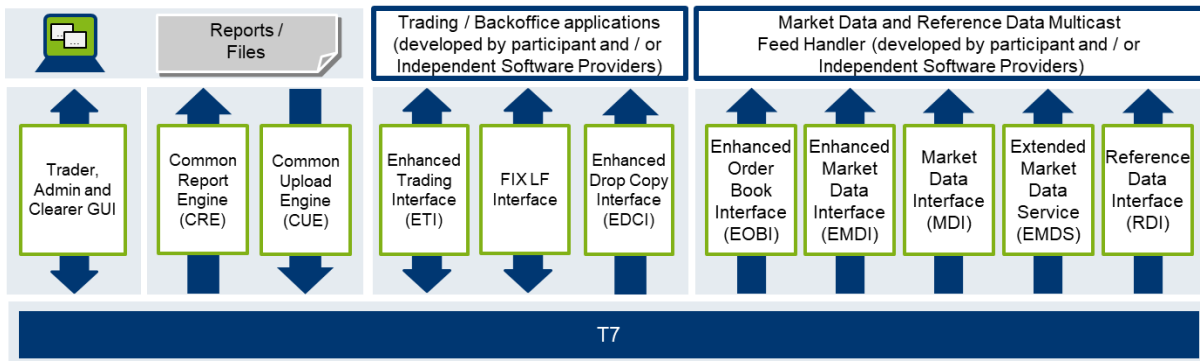 Reports /
Files
Trading / Backoffice applications
(developed by participant and / or
Independent Software Providers)
Market Data and Reference Data Multicast
Feed Handler (developed by participant and / or
Independent Software Providers)
Trader,
Admin and
Clearer GUI
Common
Report
Engine
(CRE)
Common
Upload
Engine
(CUE)
Enhanced
Trading
Interface
(ETI)
FIX LF
Interface
Enhanced
Drop Copy
Interface
(EDCI)
Enhanced
Order
Book
Interface
(EOBI)
Enhanced
Market
Data
Interface
(EMDI)
Market
Data
Interface
(MDI)
Extended
Market
Data
Service
(EMDS)
Reference
Data
Interface
(RDI)
T7